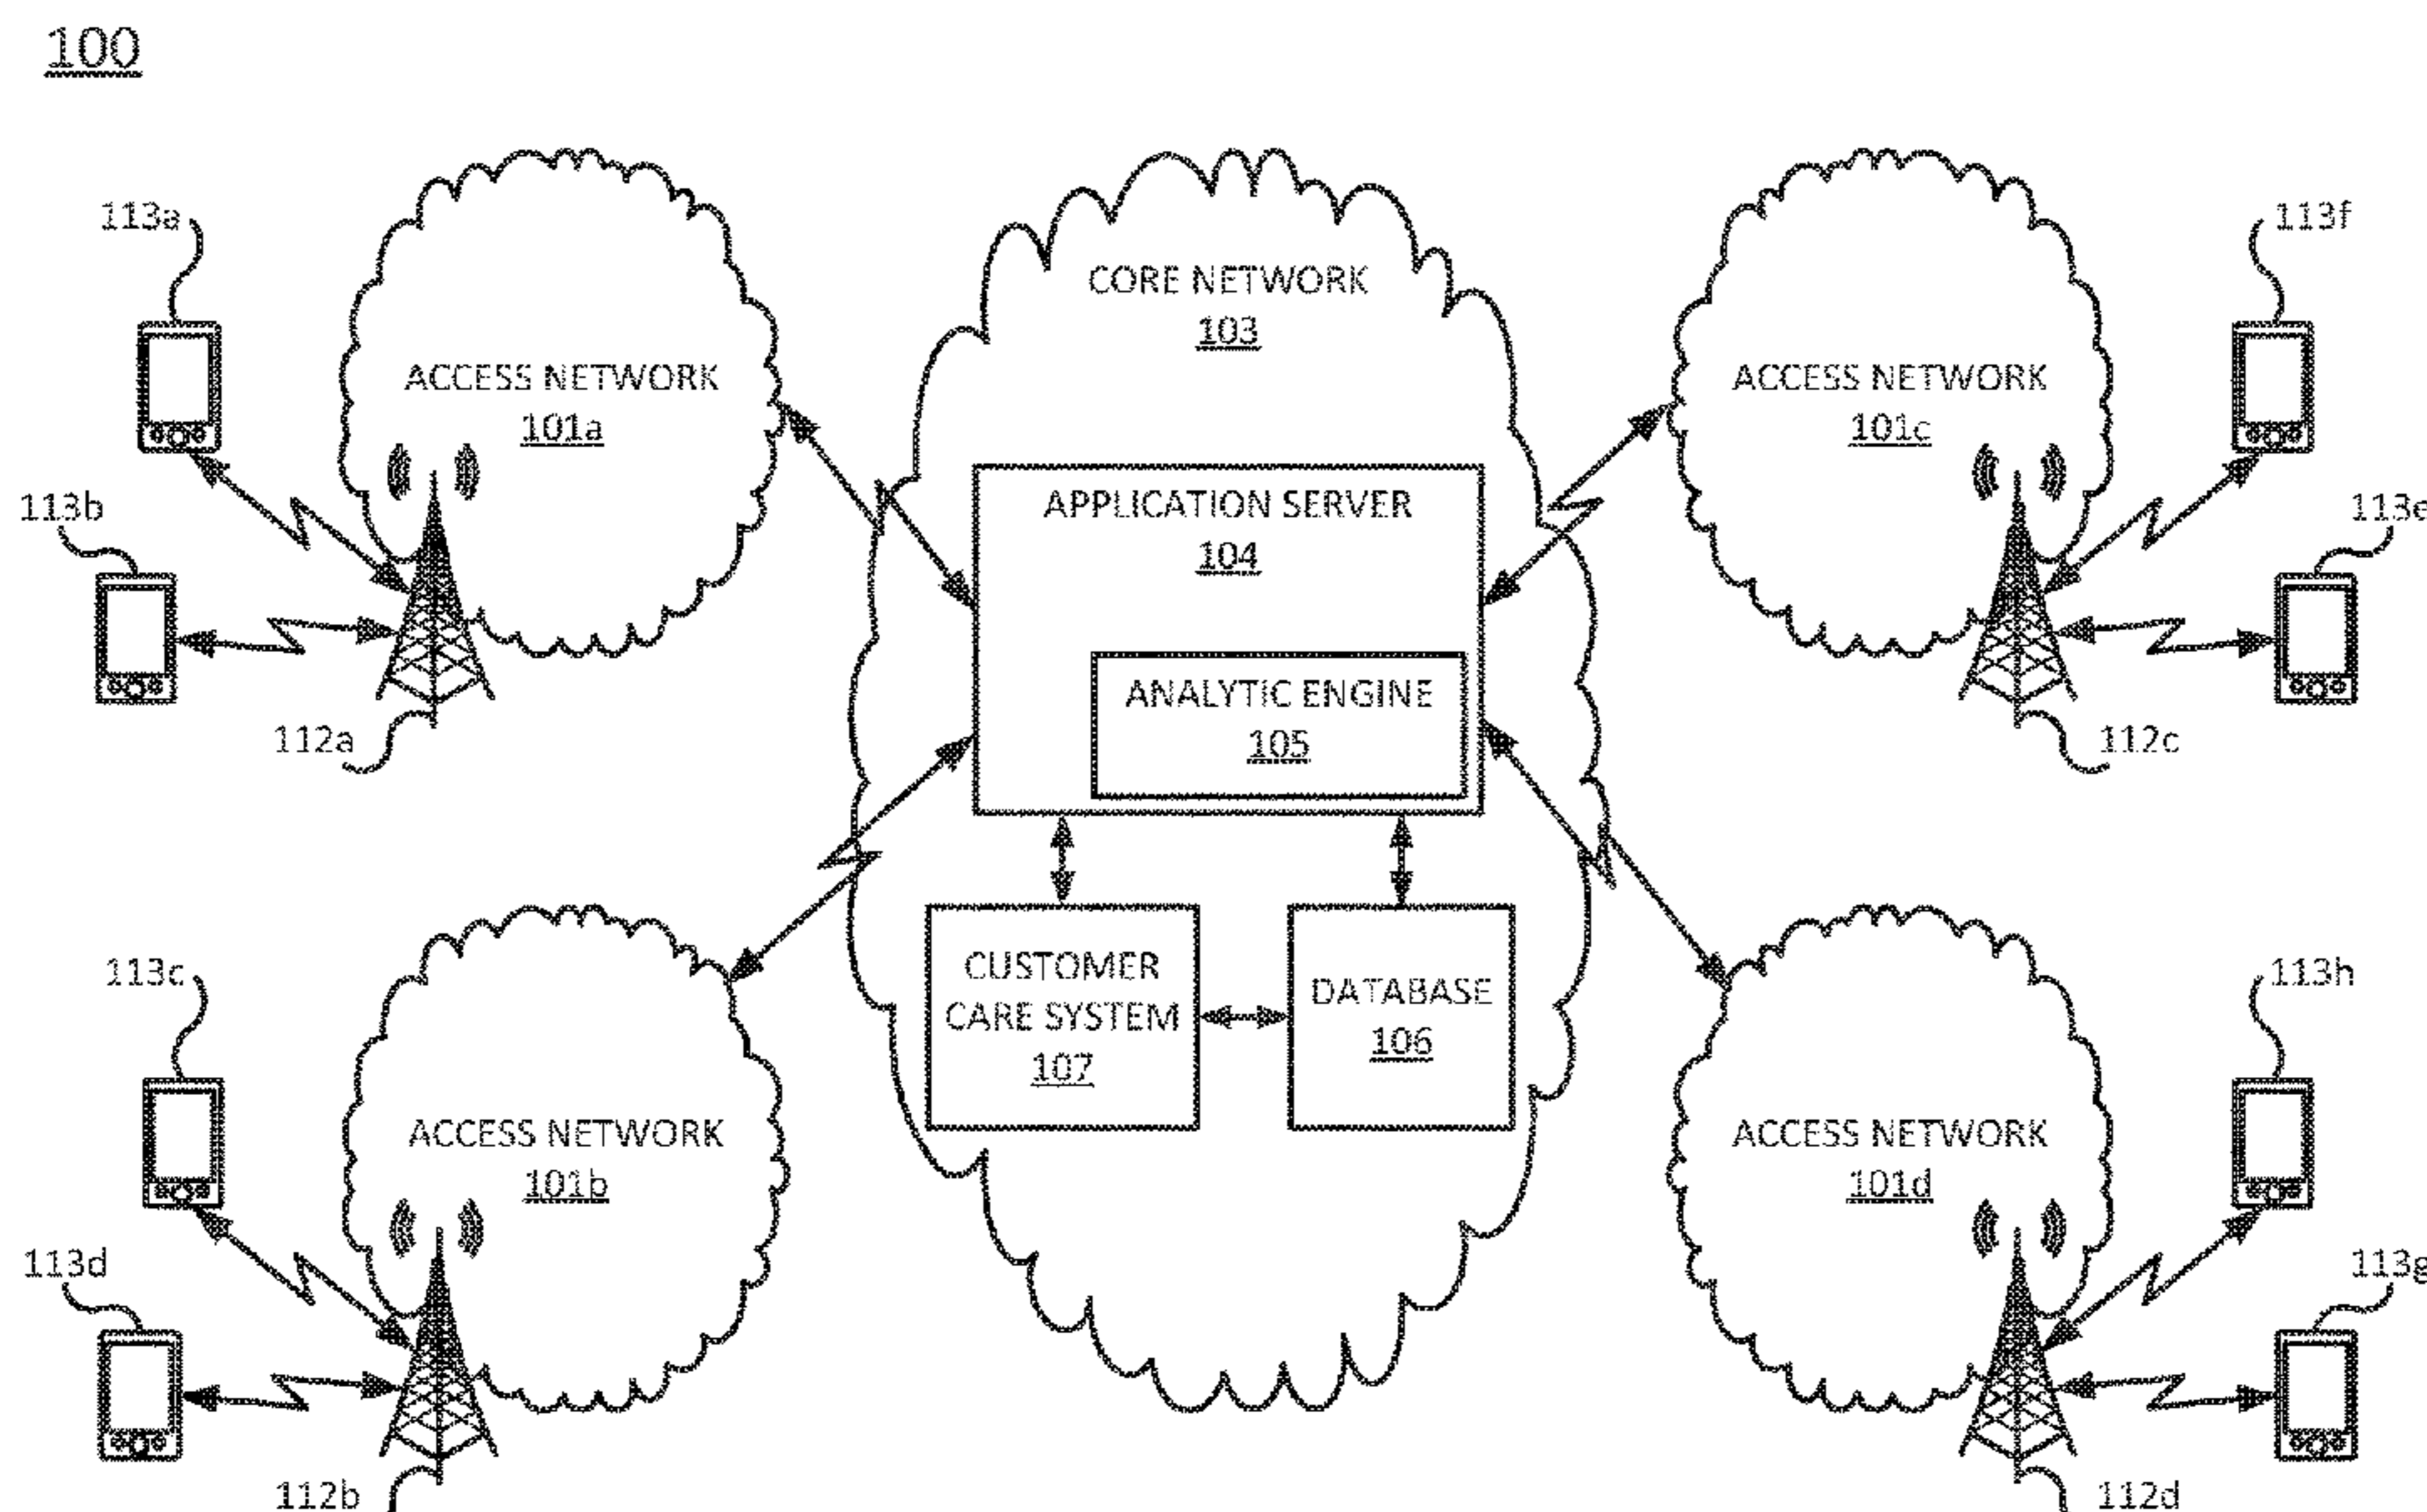 100
113a
113b
ACCESS NETWORK
101a
112a
CORE NETWORK
103
APPLICATION SERVER
104
ANALYTIC ENGINE
105
CUSTOMER
CARE SYSTEM
107
DATABASE
106
ACCESS NETWORK
101c
113f
113e
112c
113c
113d
ACCESS NETWORK
101b
112b
ACCESS NETWORK
101d
113h
113g
112d